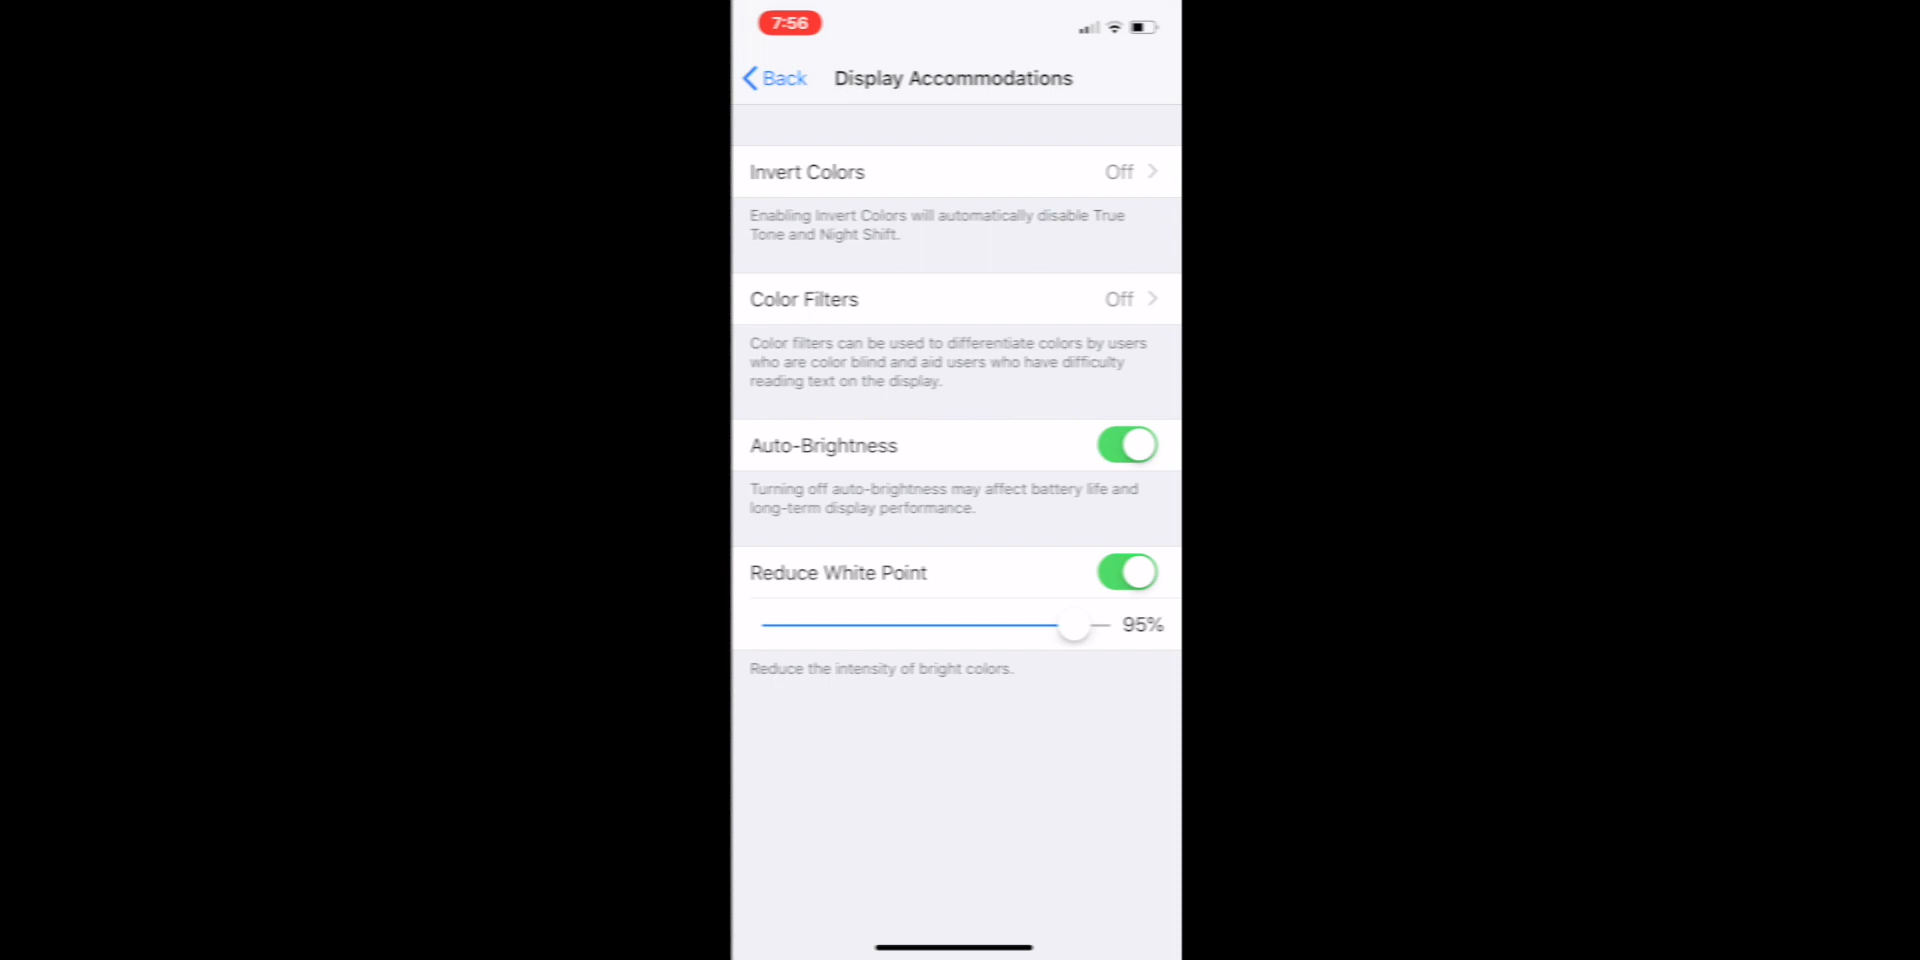 7:56
Back Display Accommodations
Invert Colors Off
Enabling Invert Colors will automatically disable True
Tone and Night Shift.
Color Filters Off
Color filters can be used to differentiate colors by users
who are color blind and aid users who have difficulty
reading text on the display.
Auto-Brightness
Turning off auto-brightness may affect battery life and
long-term display performance.
Reduce White Point
95%
Reduce the intensity of bright colors.